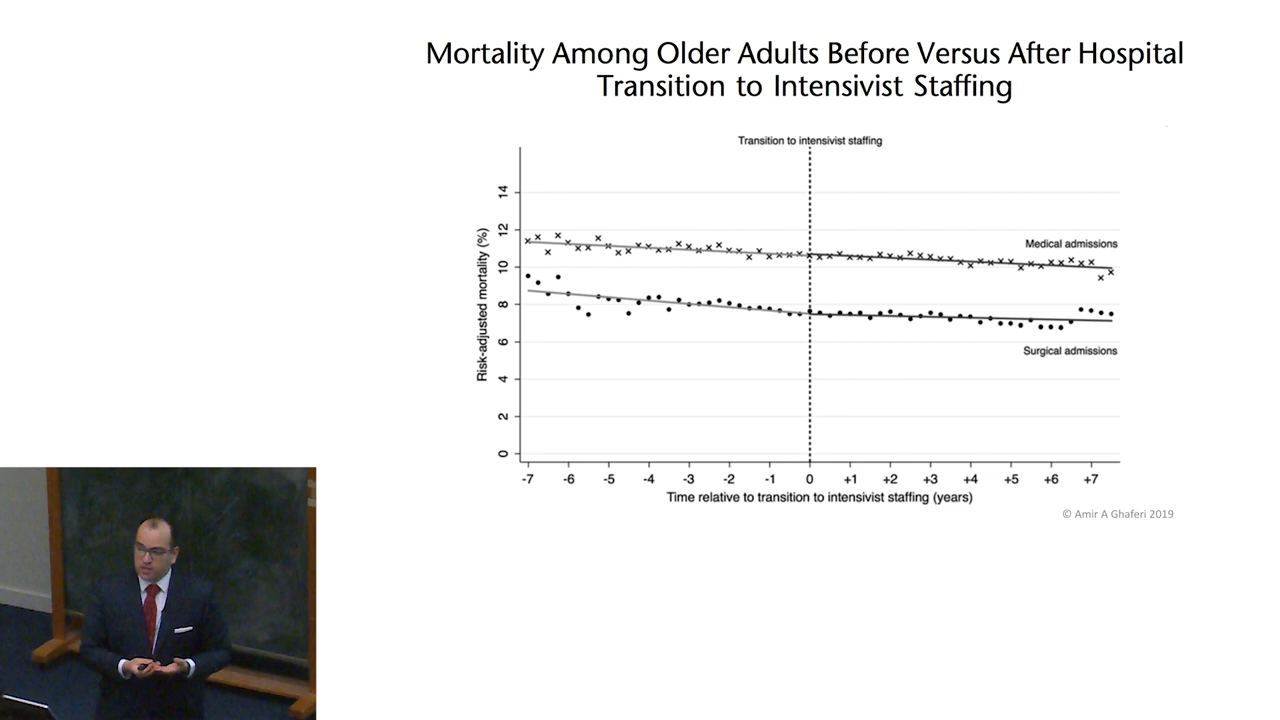 Mortality Among Older Adults Before Versus After Hospital
Transition to Intensivist Staffing
Transition to intensivist staffing
Risk-adjusted mortality (%)
14
12
10
8
6
4
2
0
Medical admissions
Surgical admissions
-7 -6 -5 -4 -3 -2 -1 0 +1 +2 +3 +4 +5 +6 +7
Time relative to transition to intensivist staffing (years)
© Amir A Ghaferi 2019